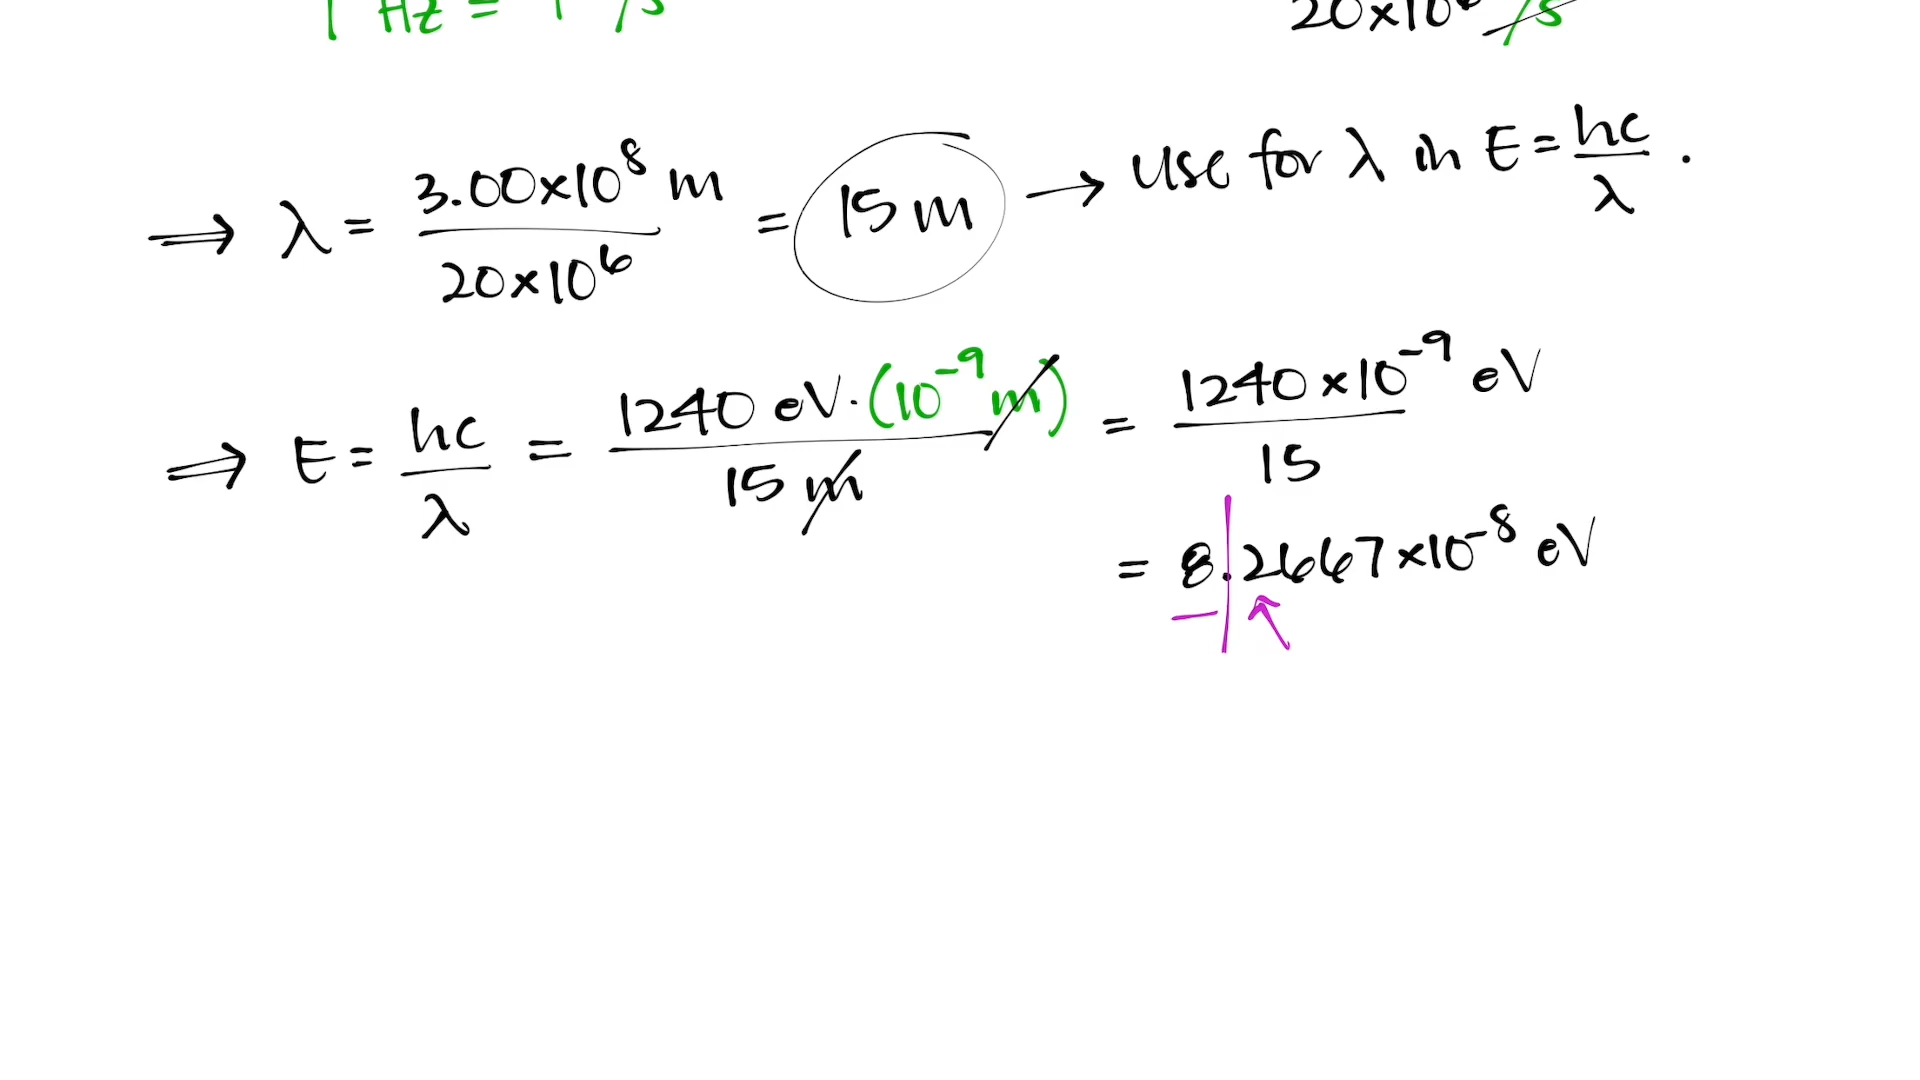 1 Hz = 1 /s
20×10⁶ /s
⟹ λ = 3.00×10⁸ m / 20×10⁶ = 15 m → use for λ in E = hc/λ .
⟹ E = hc/λ = 1240 eV·(10⁻⁹ m) / 15 m = 1240×10⁻⁹ eV / 15
= 8.2667×10⁻⁸ eV